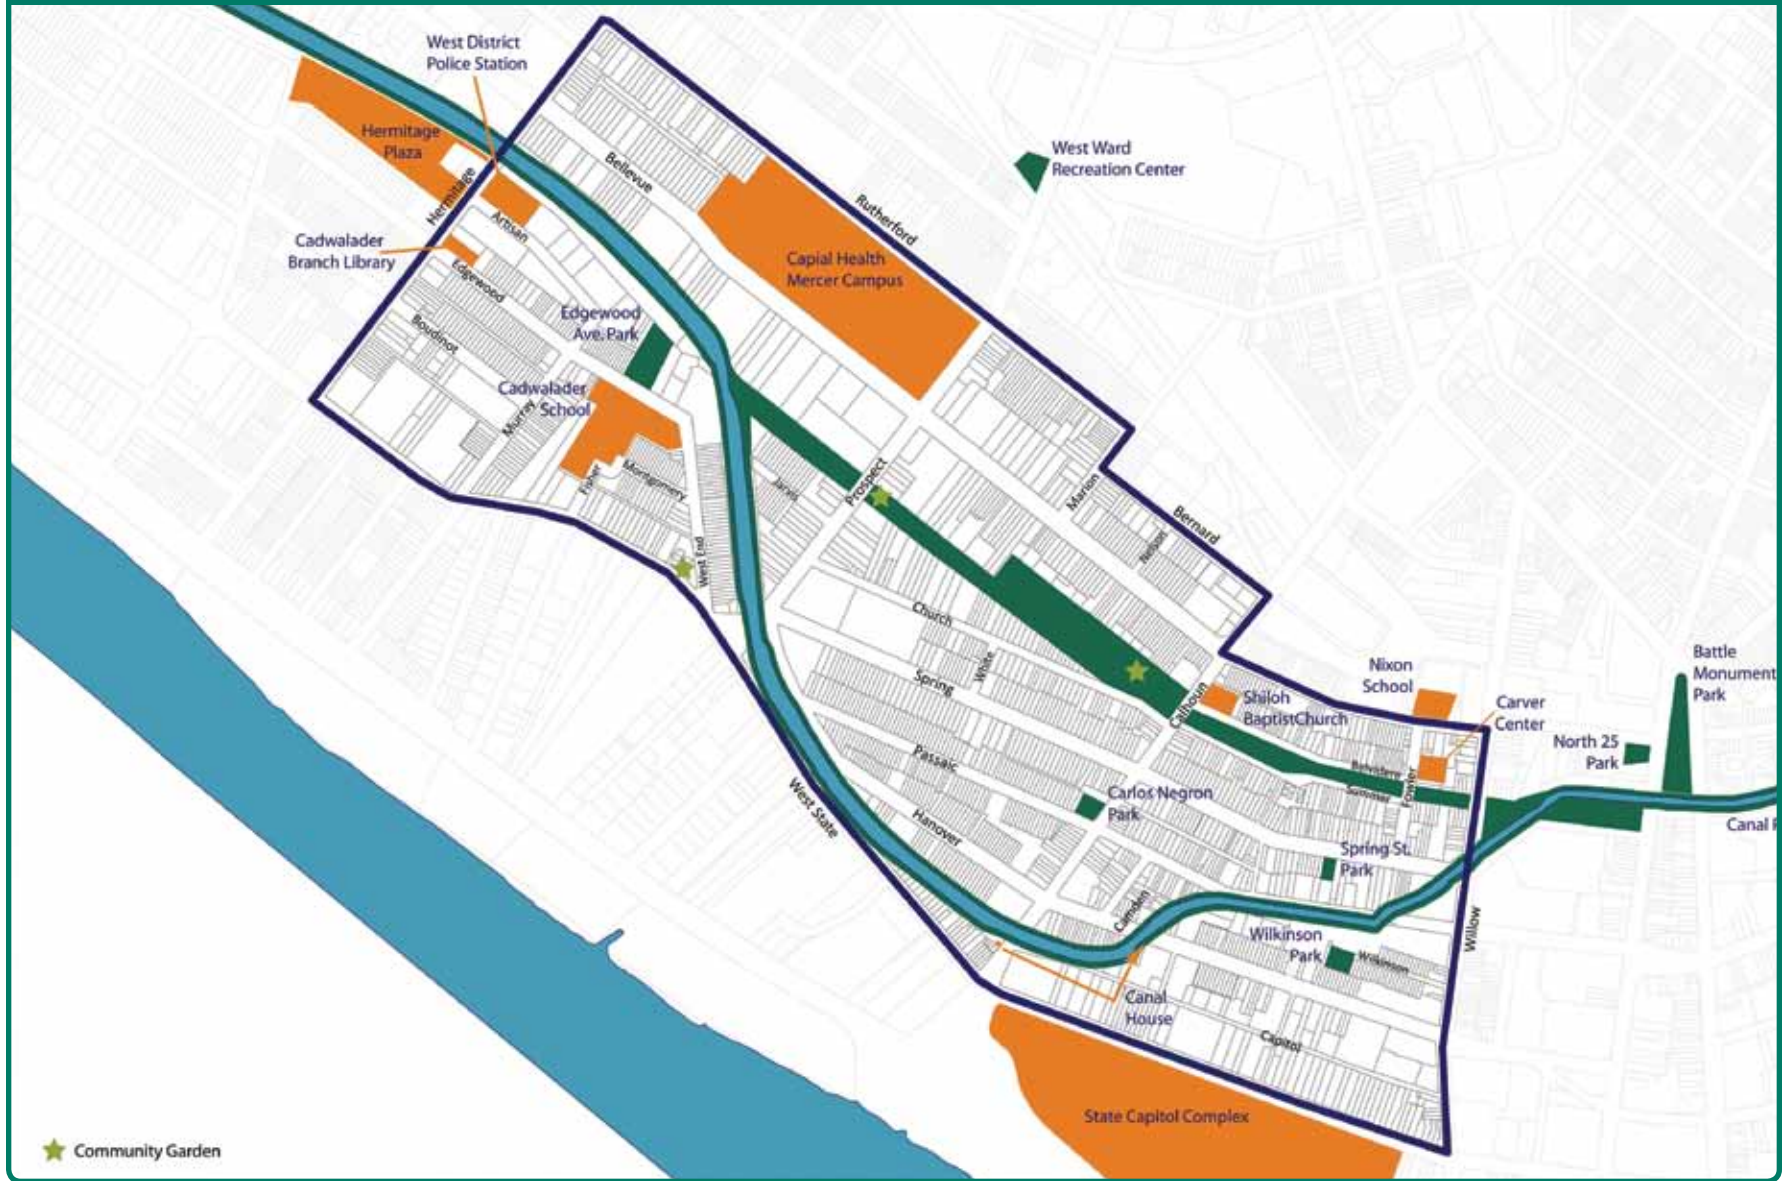 West District
Police Station
Hermitage
Plaza
Hermitage
Artisan
Bellevue
West Ward
Recreation Center
Rutherford
Cadwalader
Branch Library
Edgewood
Capial Health
Mercer Campus
Edgewood
Ave. Park
Boudinot
Cadwalader
School
Murray
Fisher
Montgomery
Jarvis
Prospect
Marion
Bernard
Nelson
West End
Church
White
Spring
Calhoun
Shiloh
BaptistChurch
Nixon
School
Carver
Center
Battle
Monument
Park
North 25
Park
Passaic
Belvidere
Summer
Fowler
West State
Carlos Negron
Park
Hanover
Canal P
Spring St.
Park
Camden
Wilkinson
Park
Wilkinson
Willow
Canal
House
Capitol
State Capitol Complex
Community Garden